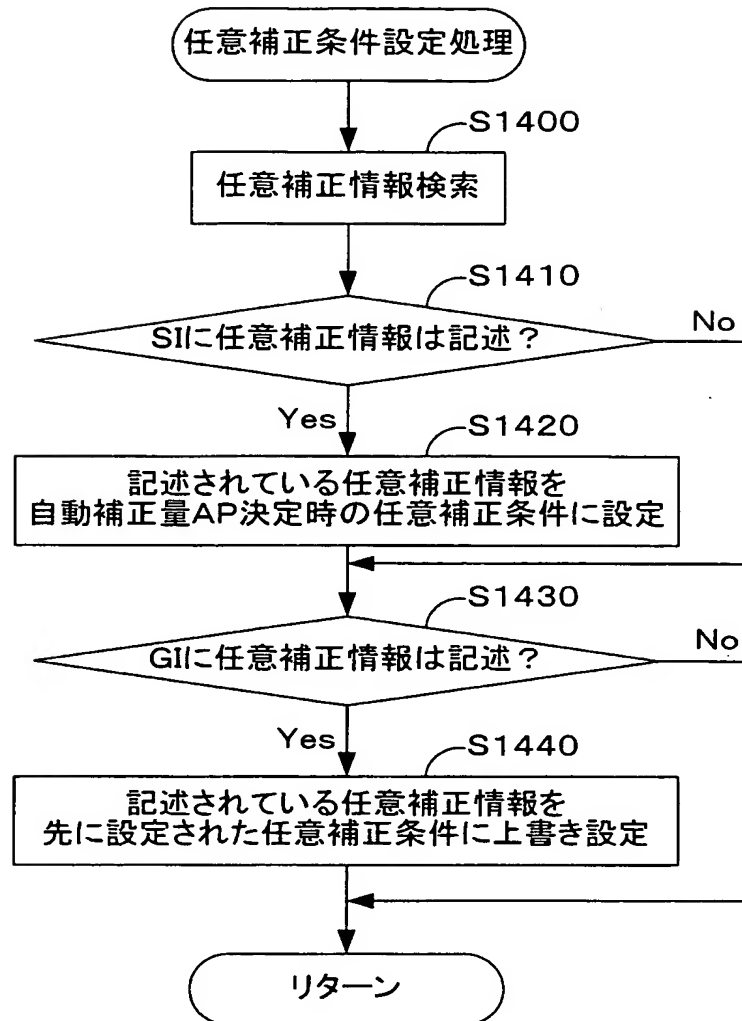 任意補正条件設定処理
S1400
任意補正情報検索
S1410
SIに任意補正情報は記述？
No
Yes
S1420
記述されている任意補正情報を
自動補正量AP決定時の任意補正条件に設定
S1430
GIに任意補正情報は記述？
No
Yes
S1440
記述されている任意補正情報を
先に設定された任意補正条件に上書き設定
リターン